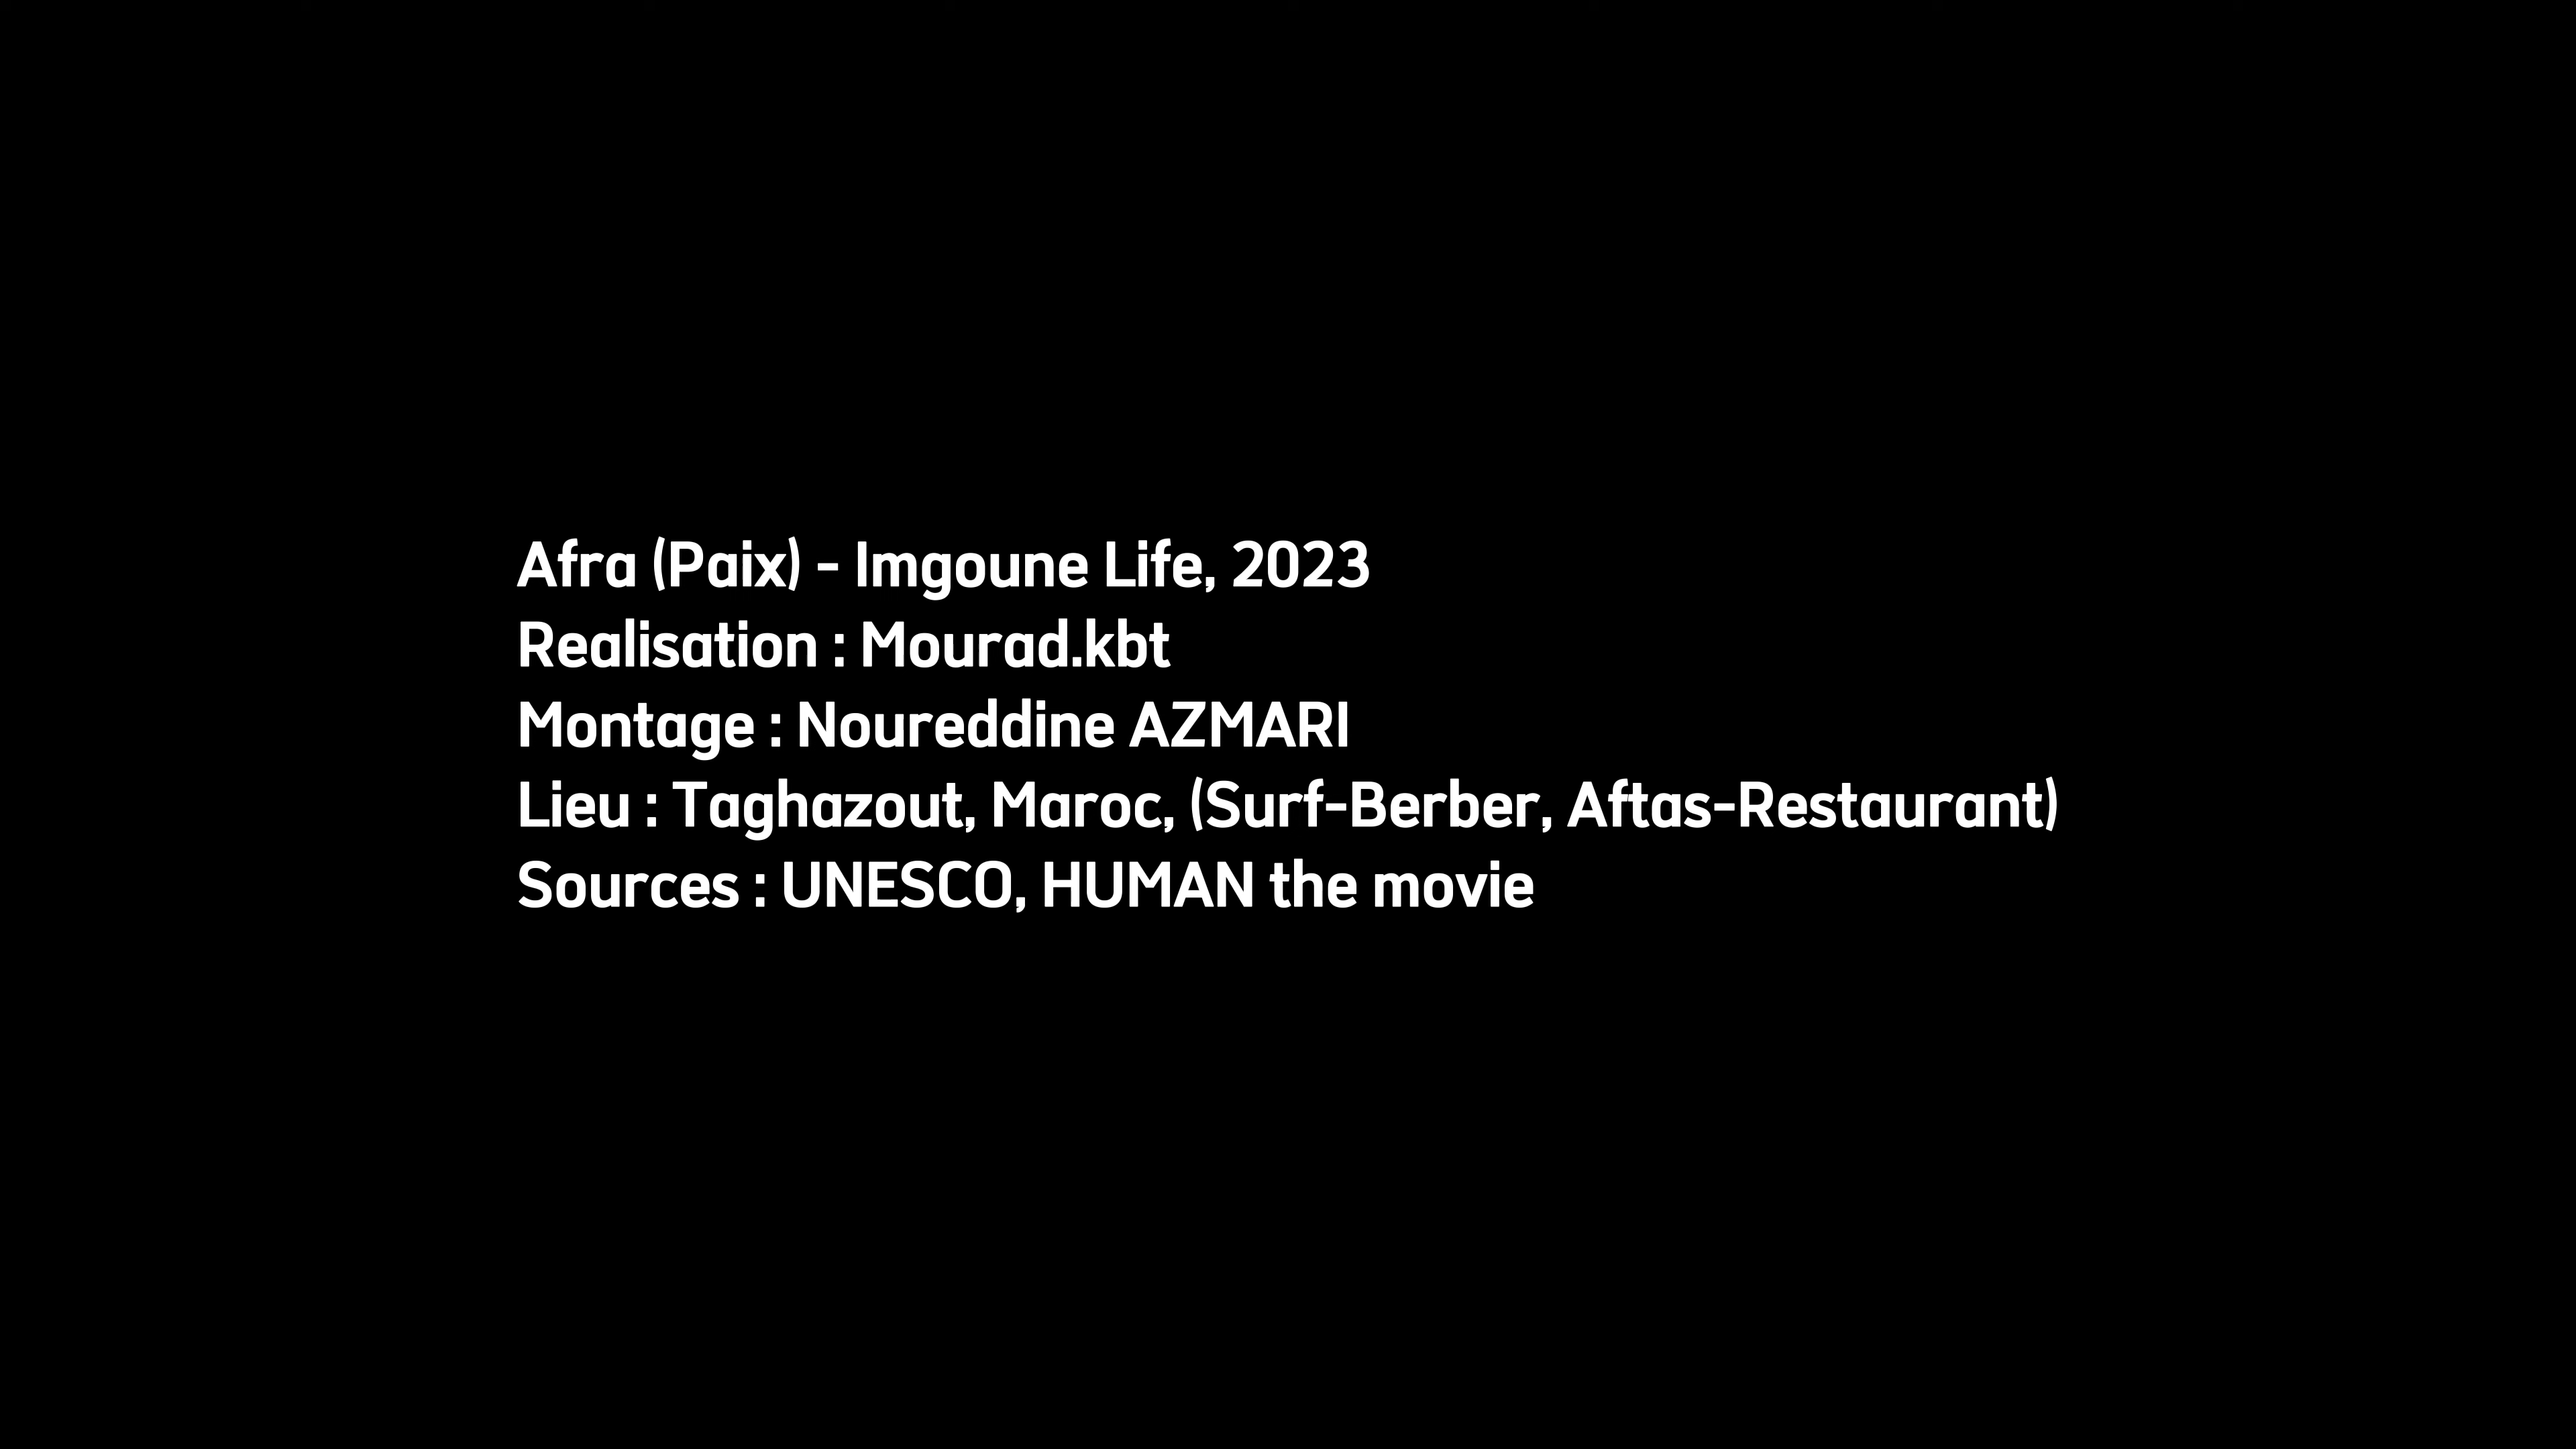 Afra (Paix) - Imgoune Life, 2023
Realisation : Mourad.kbt
Montage : Noureddine AZMARI
Lieu : Taghazout, Maroc, (Surf-Berber, Aftas-Restaurant)
Sources : UNESCO, HUMAN the movie